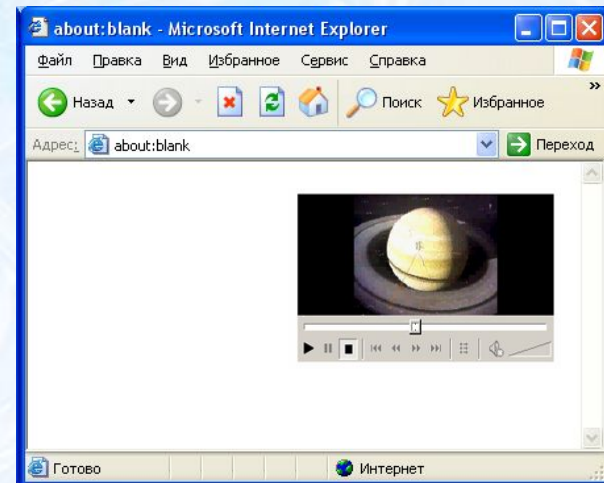 about:blank - Microsoft Internet Explorer
Файл Правка Вид Избранное Сервис Справка
Назад Поиск Избранное »
Адрес: about:blank Переход
Готово Интернет